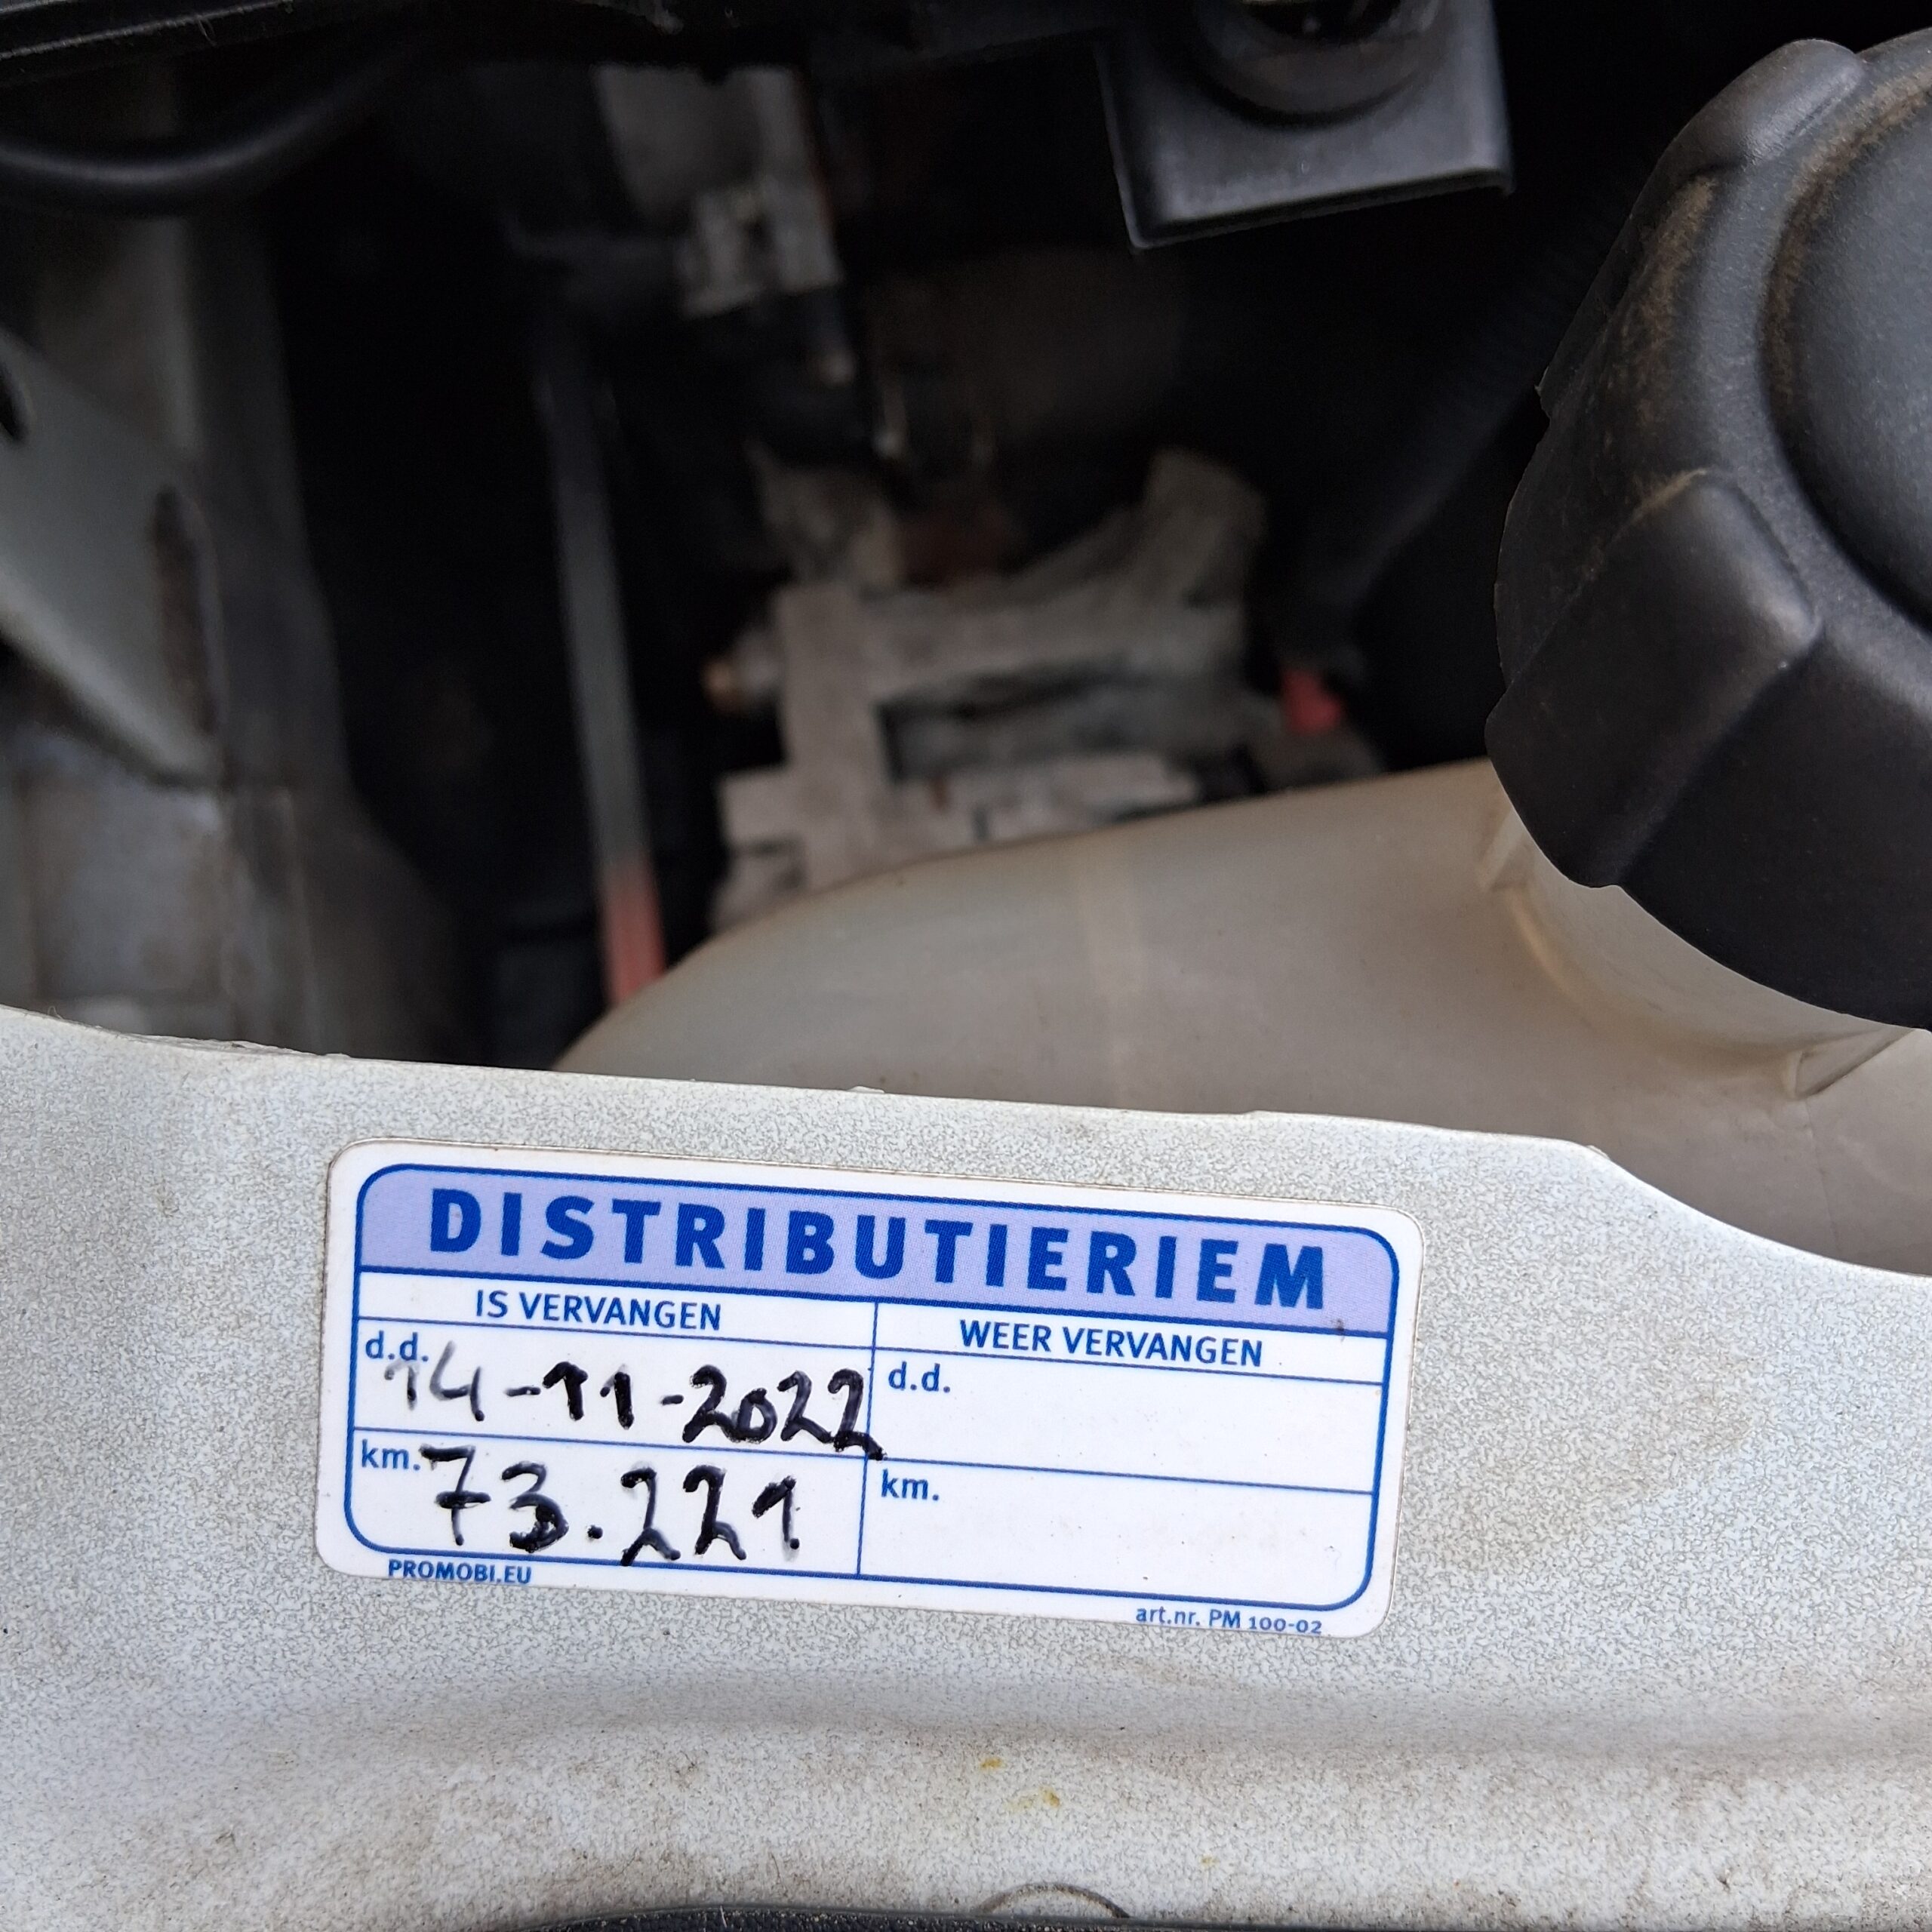 DISTRIBUTIERIEM
IS VERVANGEN
WEER VERVANGEN
d.d. 14-11-2022
d.d.
km. 73.221
km.
PROMOBI.EU
art.nr. PM 100-02